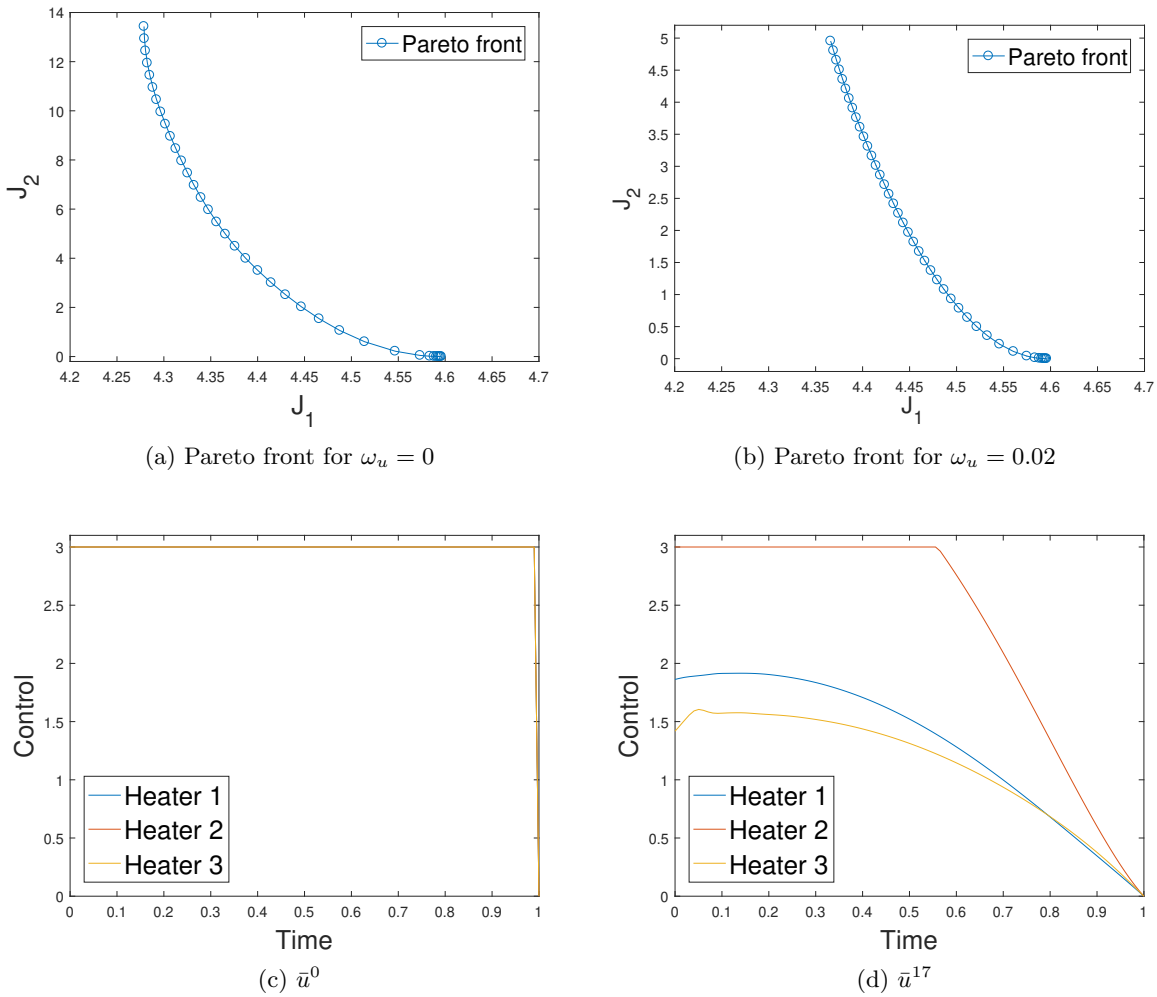 14
12
10
8
6
4
2
0
J_2
Pareto front
4.2 4.25 4.3 4.35 4.4 4.45 4.5 4.55 4.6 4.65 4.7
J_1
(a) Pareto front for ω_u = 0
5
4.5
4
3.5
3
2.5
2
1.5
1
0.5
0
J_2
Pareto front
4.2 4.25 4.3 4.35 4.4 4.45 4.5 4.55 4.6 4.65 4.7
J_1
(b) Pareto front for ω_u = 0.02
3
2.5
2
1.5
1
0.5
0
Control
Heater 1
Heater 2
Heater 3
0 0.1 0.2 0.3 0.4 0.5 0.6 0.7 0.8 0.9 1
Time
(c) ū^0
3
2.5
2
1.5
1
0.5
0
Control
Heater 1
Heater 2
Heater 3
0 0.1 0.2 0.3 0.4 0.5 0.6 0.7 0.8 0.9 1
Time
(d) ū^17